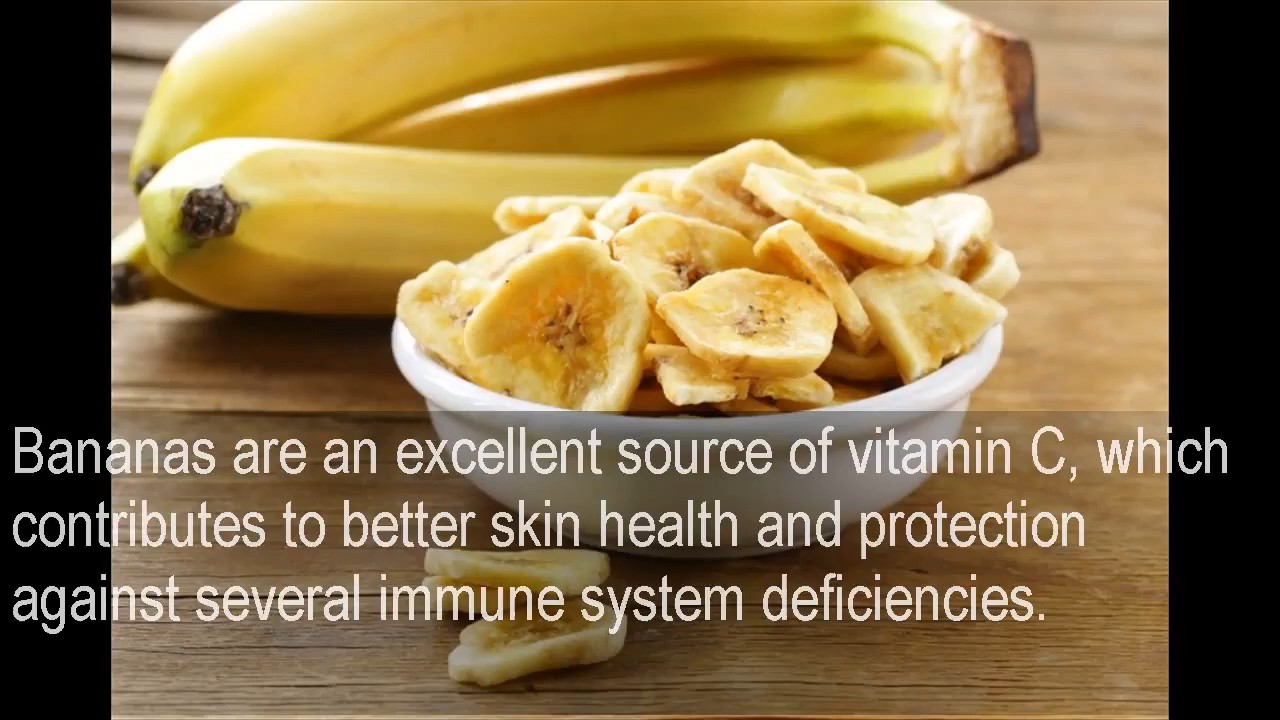 Bananas are an excellent source of vitamin C, which
contributes to better skin health and protection
against several immune system deficiencies.